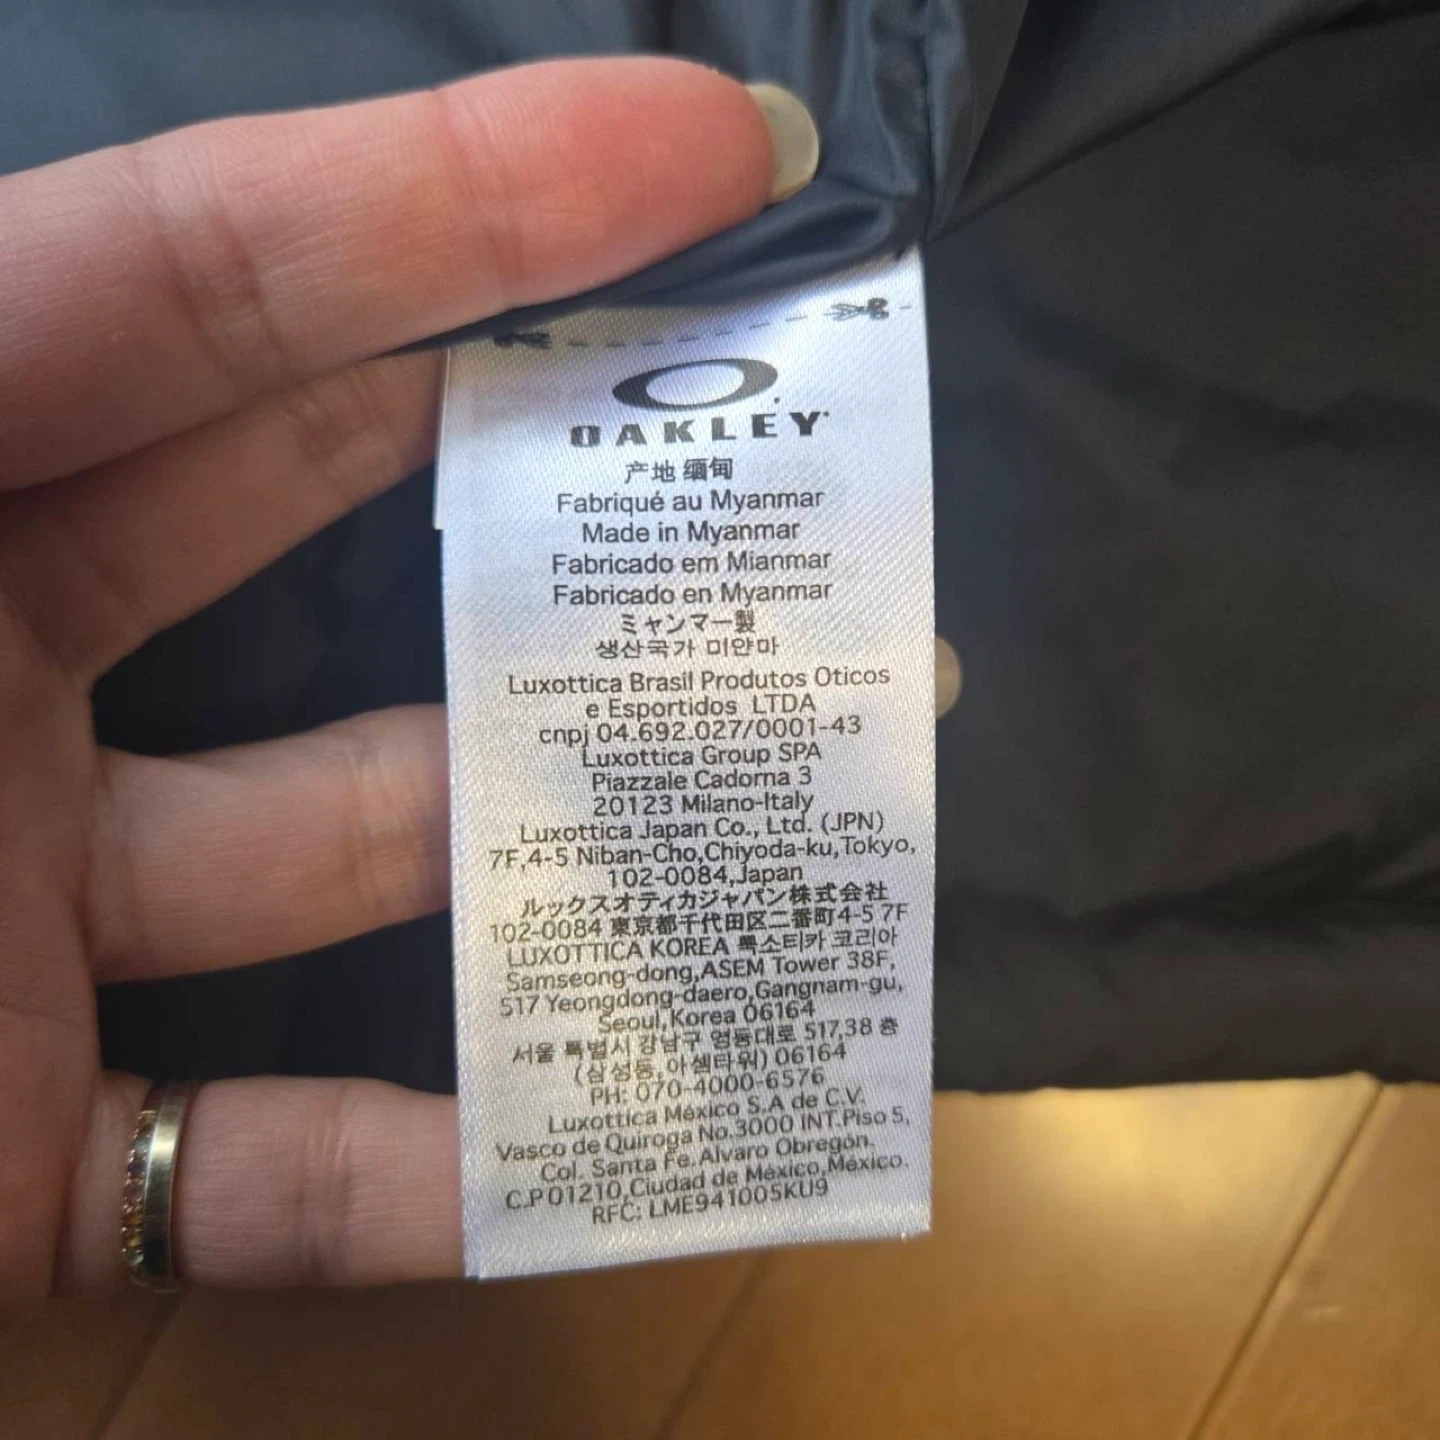 OAKLEY
产地 缅甸
Fabriqué au Myanmar
Made in Myanmar
Fabricado em Mianmar
Fabricado en Myanmar
ミャンマー製
생산국가 미얀마
Luxottica Brasil Produtos Oticos
e Esportidos LTDA
cnpj 04.692.027/0001-43
Luxottica Group SPA
Piazzale Cadorna 3
20123 Milano-Italy
Luxottica Japan Co., Ltd. (JPN)
7F,4-5 Niban-Cho,Chiyoda-ku,Tokyo,
102-0084,Japan
ルックスオティカジャパン株式会社
102-0084 東京都千代田区二番町4-5 7F
LUXOTTICA KOREA 룩소티카 코리아
Samseong-dong,ASEM Tower 38F,
517 Yeongdong-daero,Gangnam-gu,
Seoul,Korea 06164
서울 특별시 강남구 영동대로 517,38 층
(삼성동,아셈타워) 06164
PH: 070-4000-6576
Luxottica México S.A de C.V.
Vasco de Quiroga No.3000 INT.Piso 5,
Col. Santa Fe.Alvaro Obregón.
C.P 01210,Ciudad de México,México.
RFC: LME941005KU9